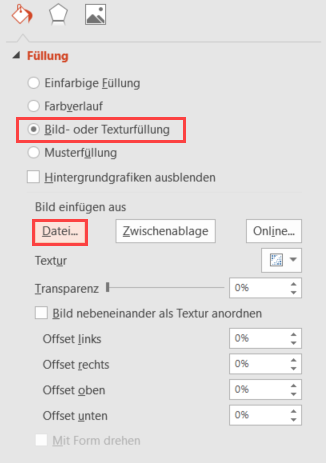 Füllung
Einfarbige Füllung
Farbverlauf
Bild- oder Texturfüllung
Musterfüllung
Hintergrundgrafiken ausblenden
Bild einfügen aus
Datei... Zwischenablage Online...
Textur
Transparenz 0%
Bild nebeneinander als Textur anordnen
Offset links 0%
Offset rechts 0%
Offset oben 0%
Offset unten 0%
Mit Form drehen